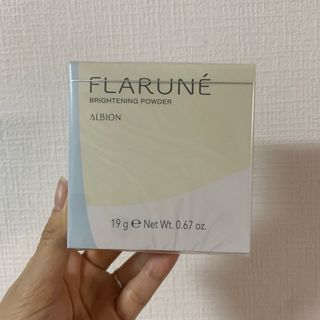 FLARUNÉ
BRIGHTENING POWDER
ALBION
19 g ℮ Net Wt. 0.67 oz.